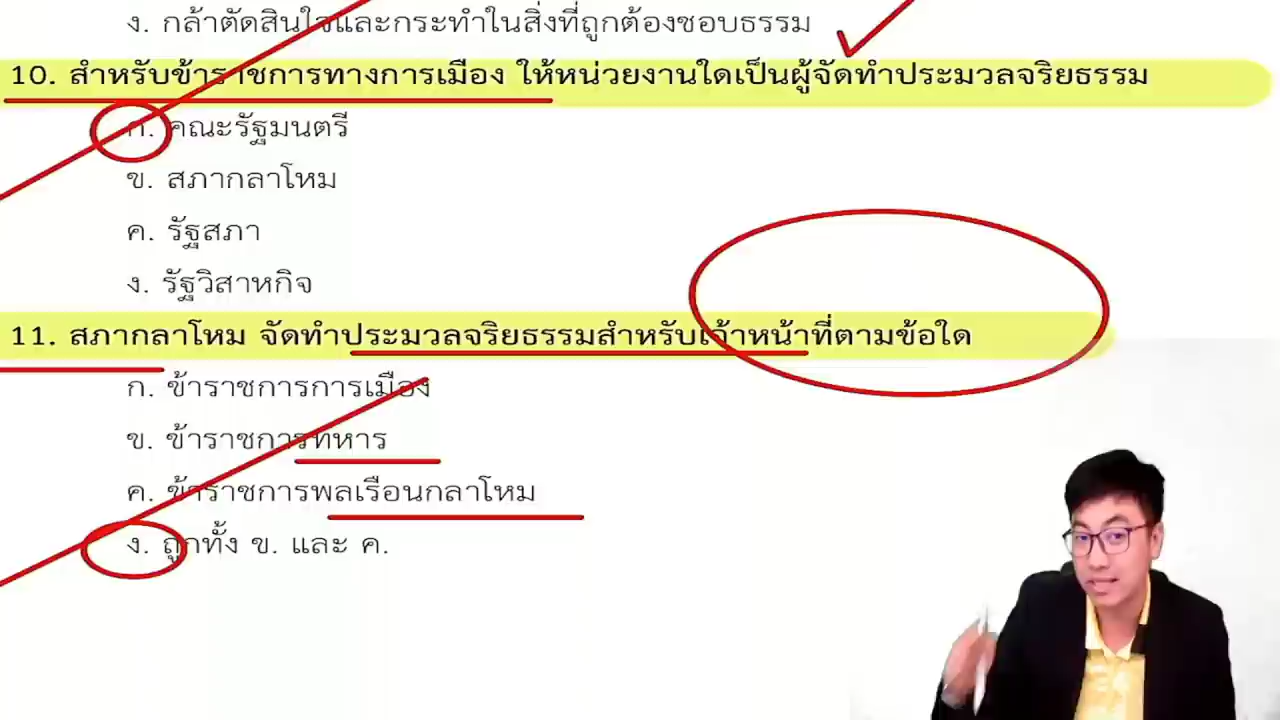 ง. กล้าตัดสินใจและกระทำในสิ่งที่ถูกต้องชอบธรรม
10. สำหรับข้าราชการทางการเมือง ให้หน่วยงานใดเป็นผู้จัดทำประมวลจริยธรรม
ก. คณะรัฐมนตรี
ข. สภากลาโหม
ค. รัฐสภา
ง. รัฐวิสาหกิจ
11. สภากลาโหม จัดทำประมวลจริยธรรมสำหรับเจ้าหน้าที่ตามข้อใด
ก. ข้าราชการการเมือง
ข. ข้าราชการทหาร
ค. ข้าราชการพลเรือนกลาโหม
ง. ถูกทั้ง ข. และ ค.